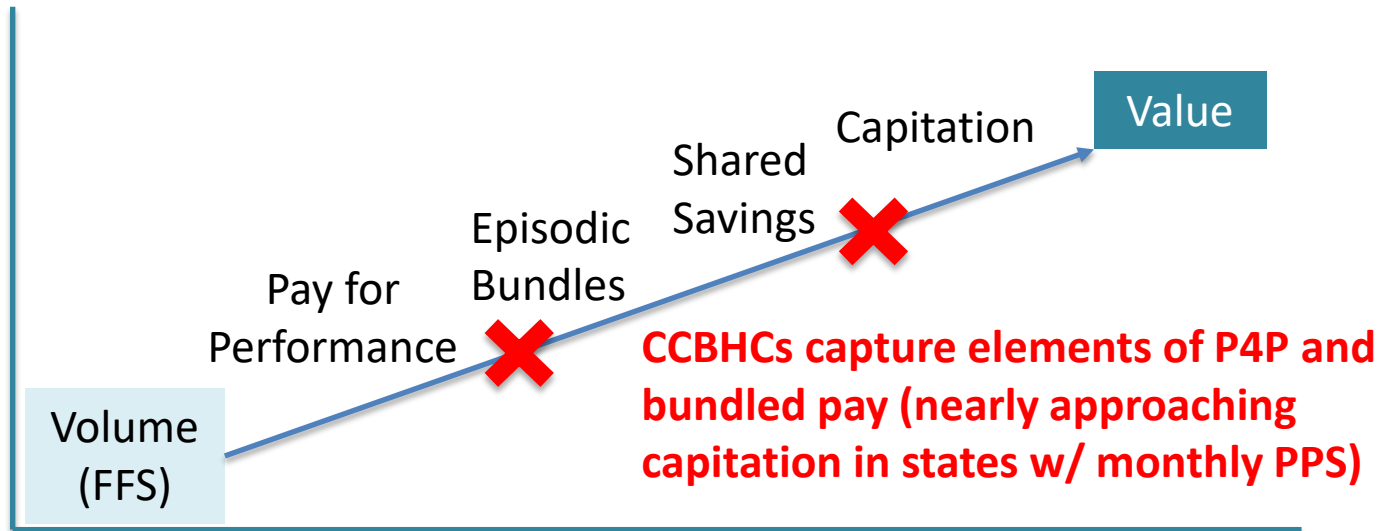 Volume
(FFS)
Pay for
Performance
Episodic
Bundles
Shared
Savings
Capitation
Value
CCBHCs capture elements of P4P and
bundled pay (nearly approaching
capitation in states w/ monthly PPS)